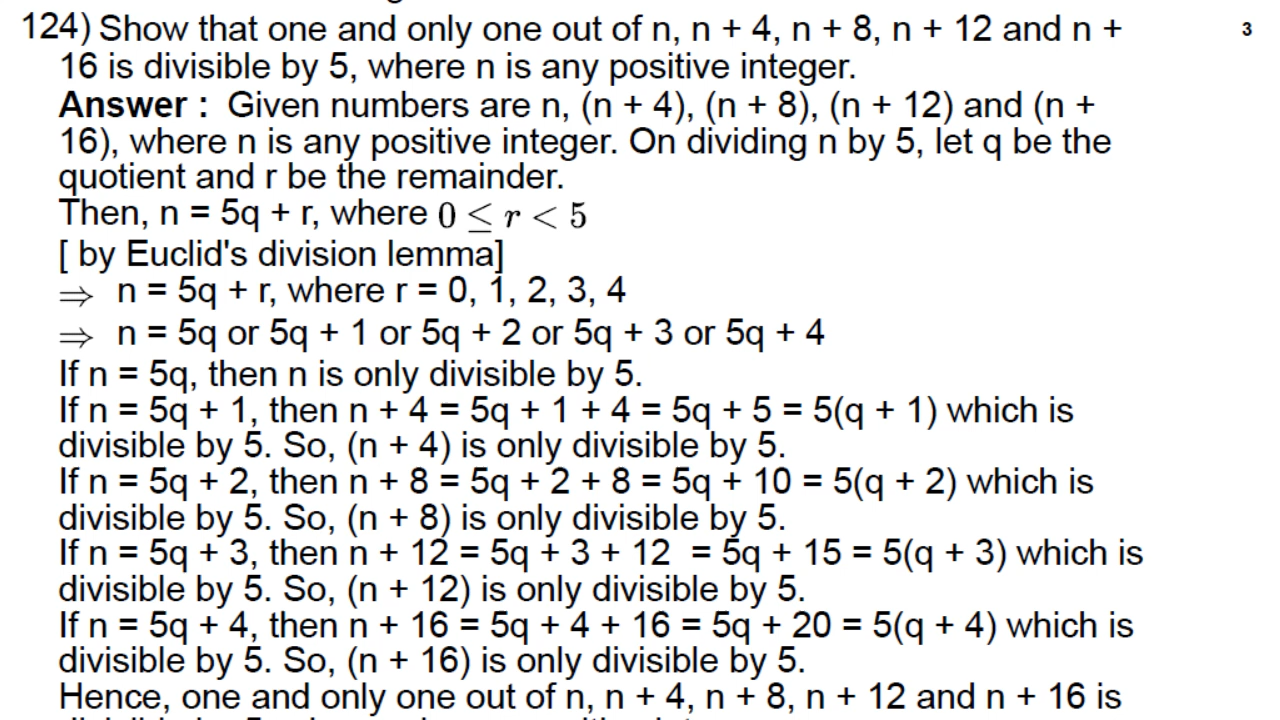 124) Show that one and only one out of n, n + 4, n + 8, n + 12 and n + 3
16 is divisible by 5, where n is any positive integer.
Answer : Given numbers are n, (n + 4), (n + 8), (n + 12) and (n +
16), where n is any positive integer. On dividing n by 5, let q be the
quotient and r be the remainder.
Then, n = 5q + r, where 0 ≤ r < 5
[ by Euclid's division lemma]
⇒ n = 5q + r, where r = 0, 1, 2, 3, 4
⇒ n = 5q or 5q + 1 or 5q + 2 or 5q + 3 or 5q + 4
If n = 5q, then n is only divisible by 5.
If n = 5q + 1, then n + 4 = 5q + 1 + 4 = 5q + 5 = 5(q + 1) which is
divisible by 5. So, (n + 4) is only divisible by 5.
If n = 5q + 2, then n + 8 = 5q + 2 + 8 = 5q + 10 = 5(q + 2) which is
divisible by 5. So, (n + 8) is only divisible by 5.
If n = 5q + 3, then n + 12 = 5q + 3 + 12 = 5q + 15 = 5(q + 3) which is
divisible by 5. So, (n + 12) is only divisible by 5.
If n = 5q + 4, then n + 16 = 5q + 4 + 16 = 5q + 20 = 5(q + 4) which is
divisible by 5. So, (n + 16) is only divisible by 5.
Hence, one and only one out of n, n + 4, n + 8, n + 12 and n + 16 is